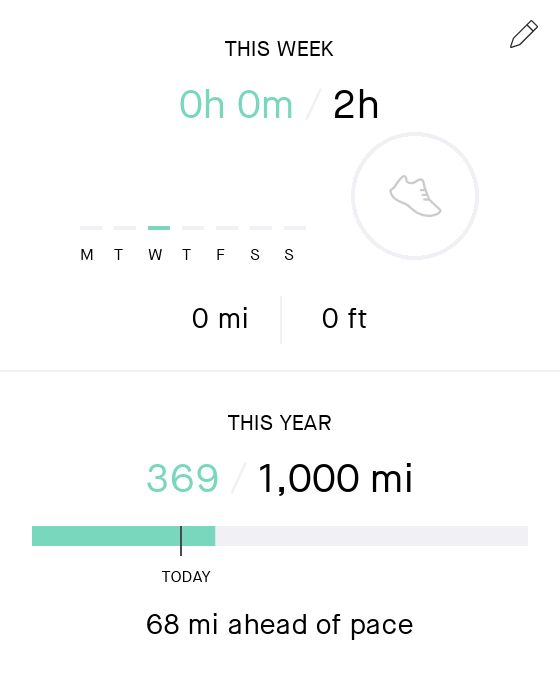 THIS WEEK
0h 0m / 2h
M T W T F S S
0 mi 0 ft
THIS YEAR
369 / 1,000 mi
TODAY
68 mi ahead of pace